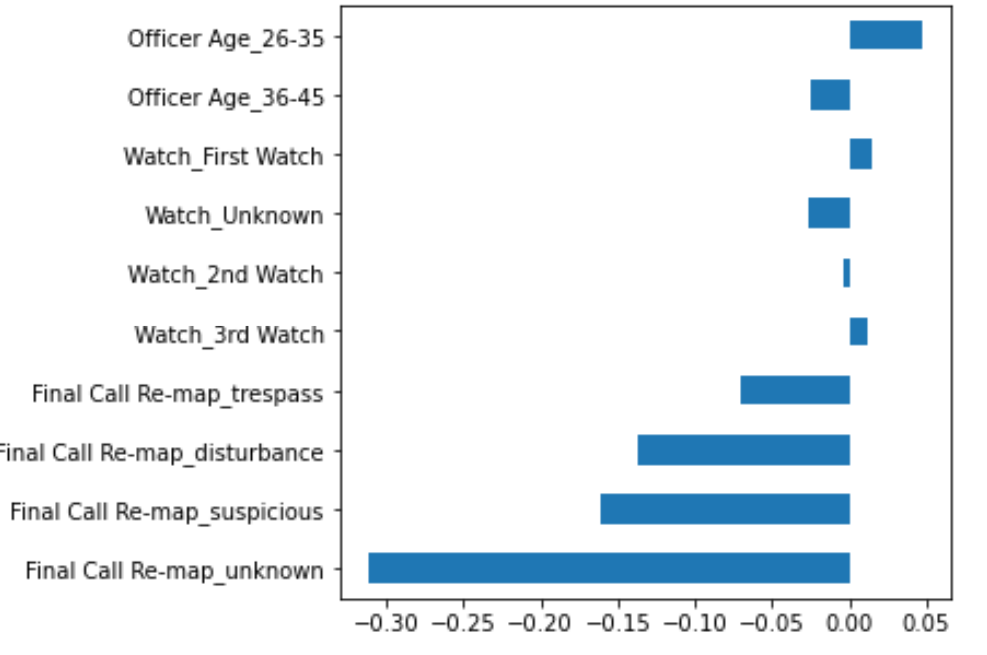 Officer Age_26-35
Officer Age_36-45
Watch_First Watch
Watch_Unknown
Watch_2nd Watch
Watch_3rd Watch
Final Call Re-map_trespass
Final Call Re-map_disturbance
Final Call Re-map_suspicious
Final Call Re-map_unknown
−0.30 −0.25 −0.20 −0.15 −0.10 −0.05 0.00 0.05